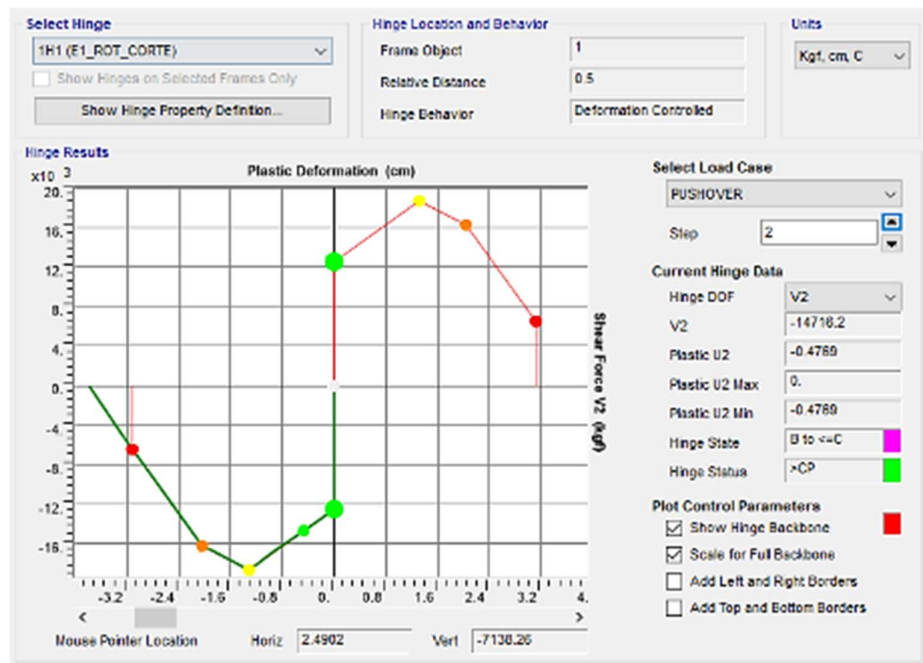 Select Hinge
1H1 (E1_ROT_CORTE)
Show Hinges on Selected Frames Only
Show Hinge Property Definition...
Hinge Location and Behavior
Frame Object
1
Relative Distance
0.5
Hinge Behavior
Deformation Controlled
Units
Kgf, cm, C
Hinge Results
x10 3
Plastic Deformation (cm)
20.
16.
12.
8.
4.
0.
-4.
-8.
-12.
-16.
-3.2 -2.4 -1.6 -0.8 0. 0.8 1.6 2.4 3.2 4.
Shear Force V2 (kgf)
Mouse Pointer Location
Horiz
2.4902
Vert
-7138.26
Select Load Case
PUSHOVER
Step
2
Current Hinge Data
Hinge DOF
V2
V2
-14716.2
Plastic U2
-0.4769
Plastic U2 Max
0.
Plastic U2 Min
-0.4769
Hinge State
B to <=C
Hinge Status
>CP
Plot Control Parameters
Show Hinge Backbone
Scale for Full Backbone
Add Left and Right Borders
Add Top and Bottom Borders